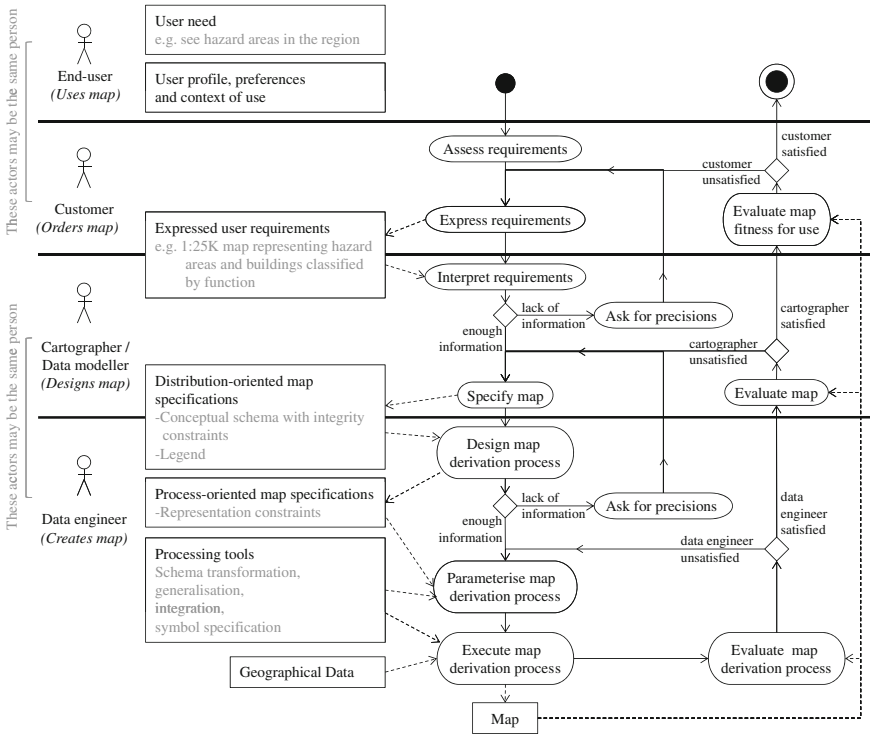 These actors may be the same person
End-user
(Uses map)
User need
e.g. see hazard areas in the region
User profile, preferences
and context of use
Assess requirements
customer
satisfied
customer
unsatisfied
Customer
(Orders map)
Expressed user requirements
e.g. 1:25K map representing hazard
areas and buildings classified
by function
Express requirements
Evaluate map
fitness for use
These actors may be the same person
Cartographer /
Data modeller
(Designs map)
Interpret requirements
lack of
information
Ask for precisions
enough
information
cartographer
satisfied
cartographer
unsatisfied
Distribution-oriented map
specifications
-Conceptual schema with integrity
constraints
-Legend
Specify map
Evaluate map
Data engineer
(Creates map)
Design map
derivation process
Process-oriented map specifications
-Representation constraints
lack of
information
Ask for precisions
enough
information
data
engineer
satisfied
data engineer
unsatisfied
Processing tools
Schema transformation,
generalisation,
integration,
symbol specification
Parameterise map
derivation process
Execute map
derivation process
Evaluate map
derivation process
Geographical Data
Map